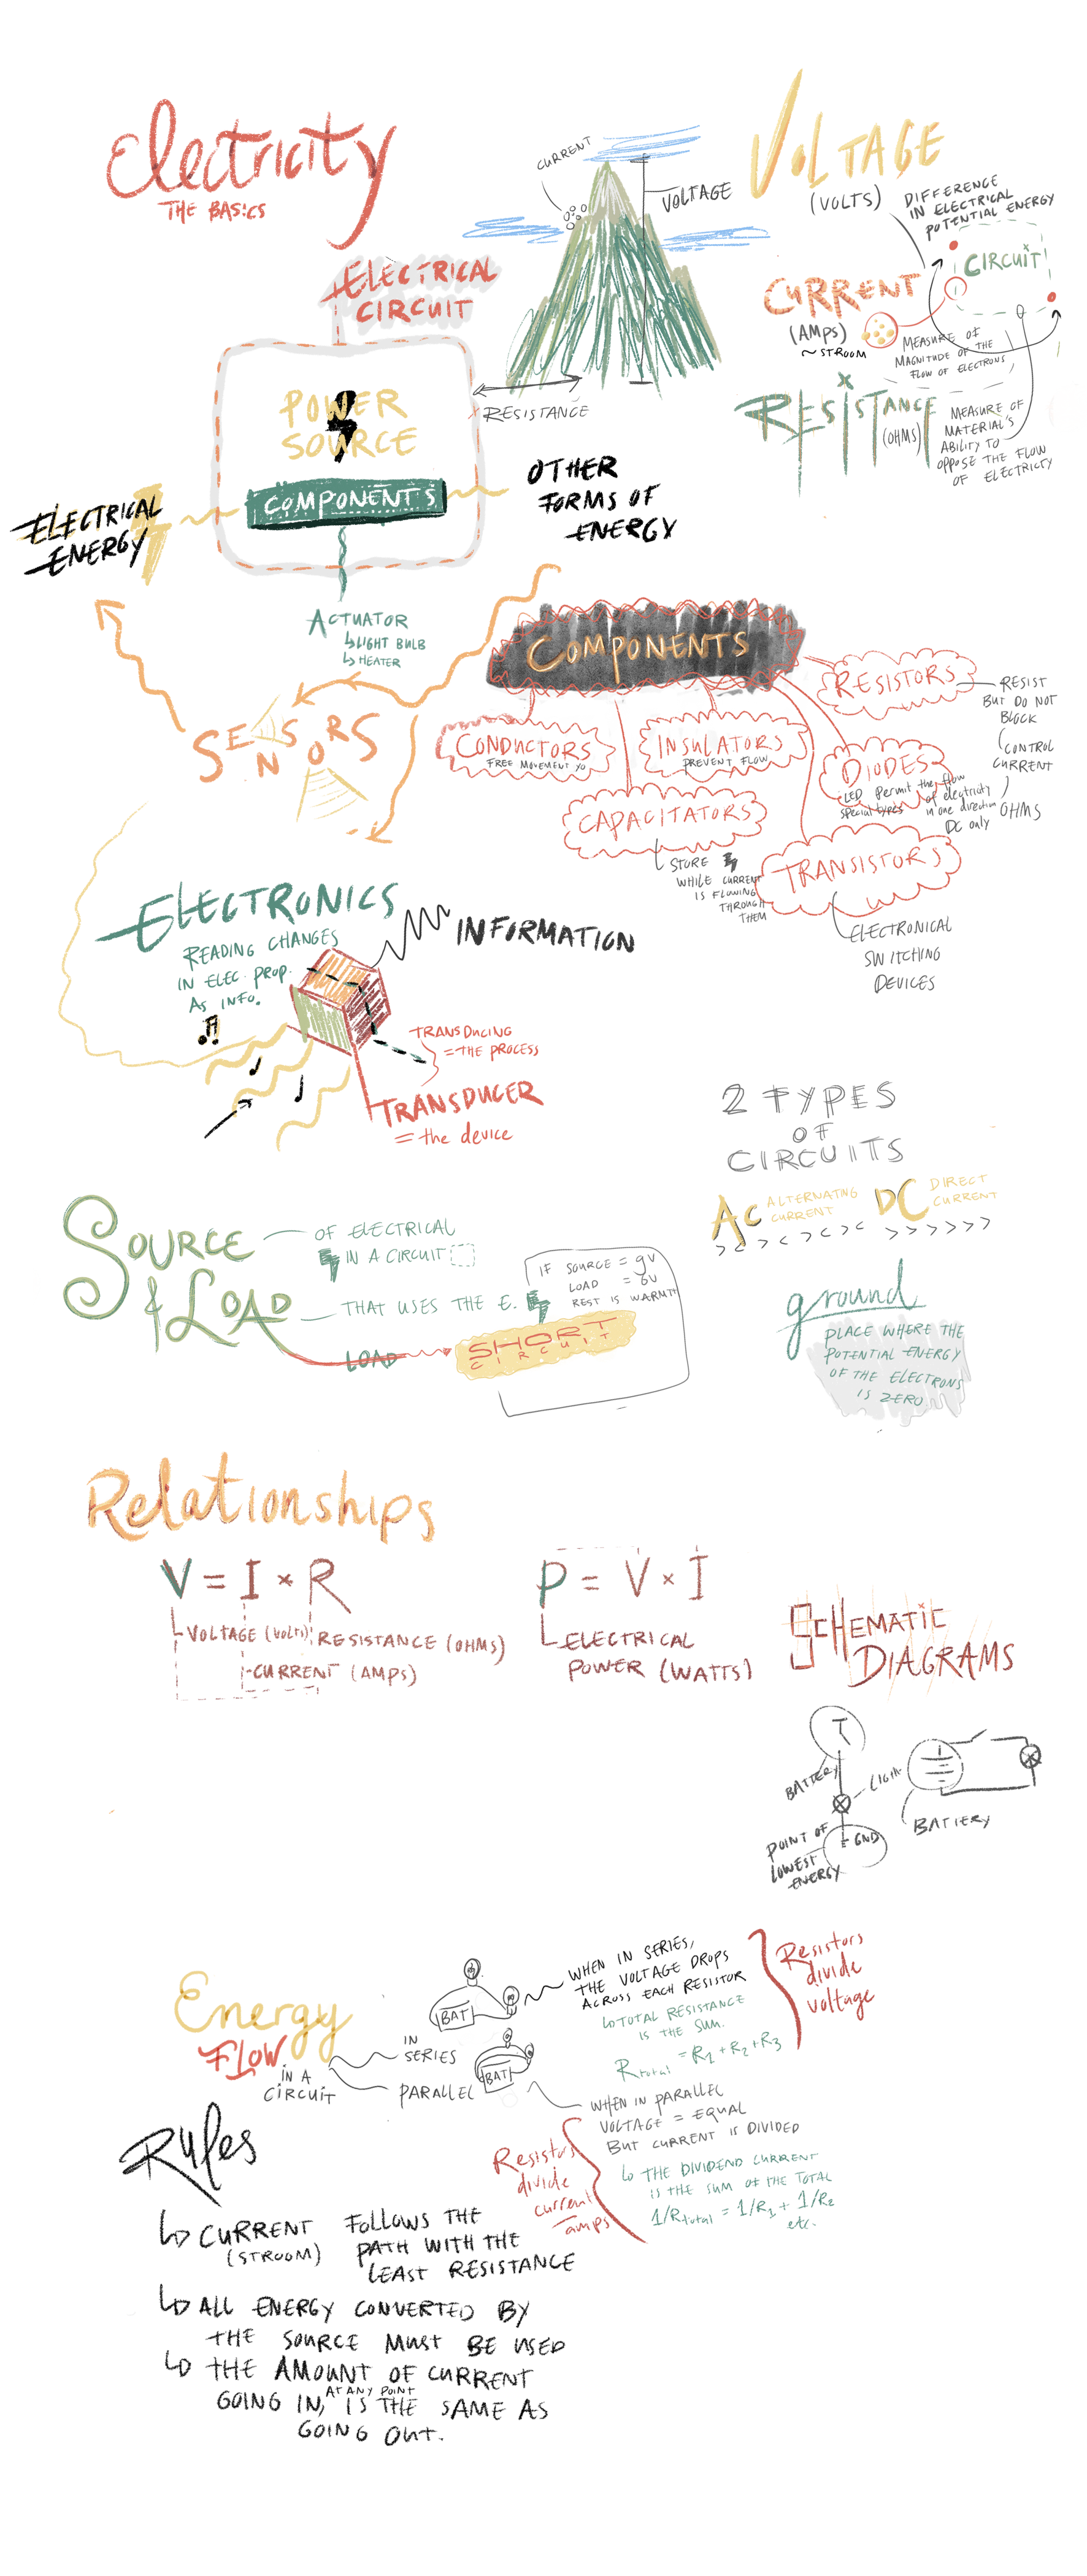 Electricity
THE BASICS
CURRENT
VOLTAGE
RESISTANCE
VOLTAGE
(VOLTS)
DIFFERENCE
IN ELECTRICAL
POTENTIAL ENERGY
CIRCUIT
CURRENT
(AMPS)
~ STROOM
MEASURE OF
MAGNITUDE OF THE
FLOW OF ELECTRONS
RESISTANCE
(OHMS)
MEASURE OF
MATERIAL'S
ABILITY TO
OPPOSE THE FLOW
OF ELECTRICITY
ELECTRICAL
CIRCUIT
POWER
SOURCE
COMPONENTS
ELECTRICAL
ENERGY
OTHER
FORMS OF
ENERGY
ACTUATOR
↳ LIGHT BULB
↳ HEATER
SENSORS
COMPONENTS
CONDUCTORS
FREE MOVEMENT YO
INSULATORS
PREVENT FLOW
RESISTORS
RESIST
BUT DO NOT
BLOCK
CONTROL
CURRENT
OHMS
DIODES
LED
special types
permit the flow
of electricity
in one direction
DC only
CAPACITATORS
STORE
WHILE CURRENT
IS FLOWING
THROUGH
THEM
TRANSISTORS
ELECTRONICAL
SWITCHING
DEVICES
ELECTRONICS
READING CHANGES
IN ELEC. PROP.
AS INFO.
INFORMATION
TRANSDUCING
= THE PROCESS
TRANSDUCER
= the device
2 TYPES
OF
CIRCUITS
AC ALTERNATING
CURRENT
DC DIRECT
CURRENT
> < > < > < > <
> > > > > >
SOURCE
& LOAD
OF ELECTRICAL
IN A CIRCUIT
THAT USES THE E.
LOAD
SHORT
CIRCUIT
IF SOURCE = 9V
LOAD = 6V
REST IS WARMTH
ground
PLACE WHERE THE
POTENTIAL ENERGY
OF THE ELECTRONS
IS ZERO.
Relationships
V = I × R
VOLTAGE (VOLTS)
RESISTANCE (OHMS)
CURRENT (AMPS)
P = V × I
ELECTRICAL
POWER (WATTS)
SCHEMATIC
DIAGRAMS
BATTERY
LIGHT
GND
POINT OF
LOWEST
ENERGY
BATTERY
Energy
FLOW
IN A
CIRCUIT
IN
SERIES
PARALLEL
BAT
BAT
WHEN IN SERIES,
THE VOLTAGE DROPS
ACROSS EACH RESISTOR
↳ TOTAL RESISTANCE
IS THE SUM.
Rtotal = R1 + R2 + R3
Resistors
divide
voltage
WHEN IN PARALLEL
VOLTAGE = EQUAL
BUT CURRENT IS DIVIDED
↳ THE DIVIDEND CURRENT
IS THE SUM OF THE TOTAL
1/Rtotal = 1/R1 + 1/R2
etc.
Resistors
divide
current
amps
Rules
↳ CURRENT FOLLOWS THE
(STROOM) PATH WITH THE
LEAST RESISTANCE
↳ ALL ENERGY CONVERTED BY
THE SOURCE MUST BE USED
↳ THE AMOUNT OF CURRENT
GOING IN, AT ANY POINT IS THE SAME AS
GOING OUT.